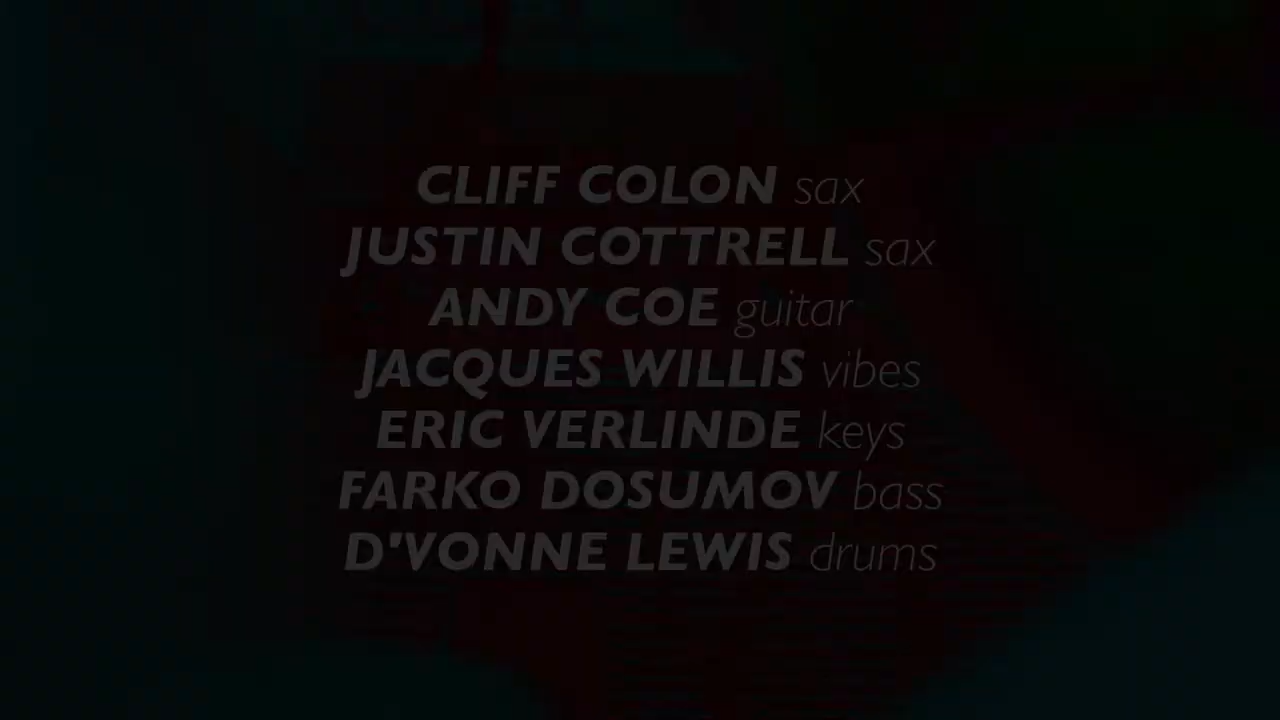 CLIFF COLON sax
JUSTIN COTTRELL sax
ANDY COE guitar
JACQUES WILLIS vibes
ERIC VERLINDE keys
FARKO DOSUMOV bass
D'VONNE LEWIS drums